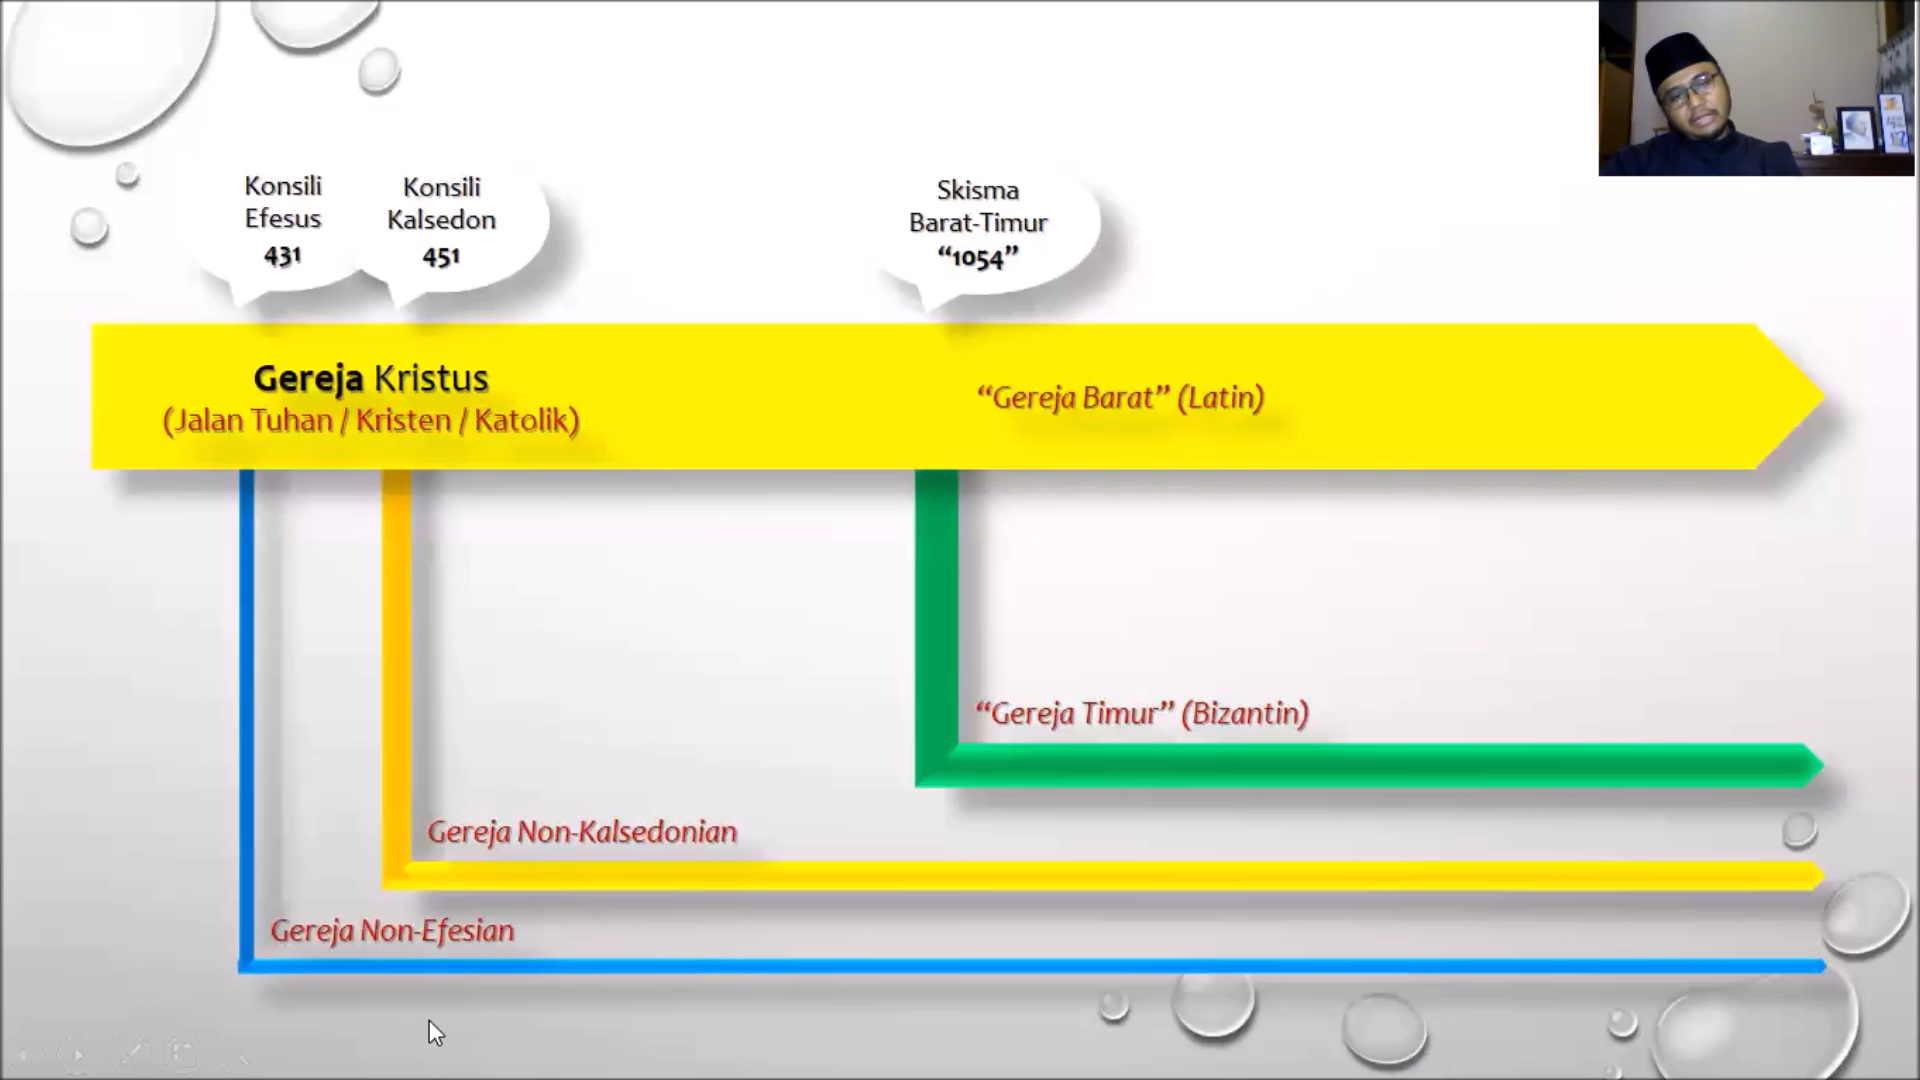 Konsili
Efesus
431
Konsili
Kalsedon
451
Skisma
Barat-Timur
“1054”
Gereja Kristus
(Jalan Tuhan / Kristen / Katolik)
“Gereja Barat” (Latin)
“Gereja Timur” (Bizantin)
Gereja Non-Kalsedonian
Gereja Non-Efesian